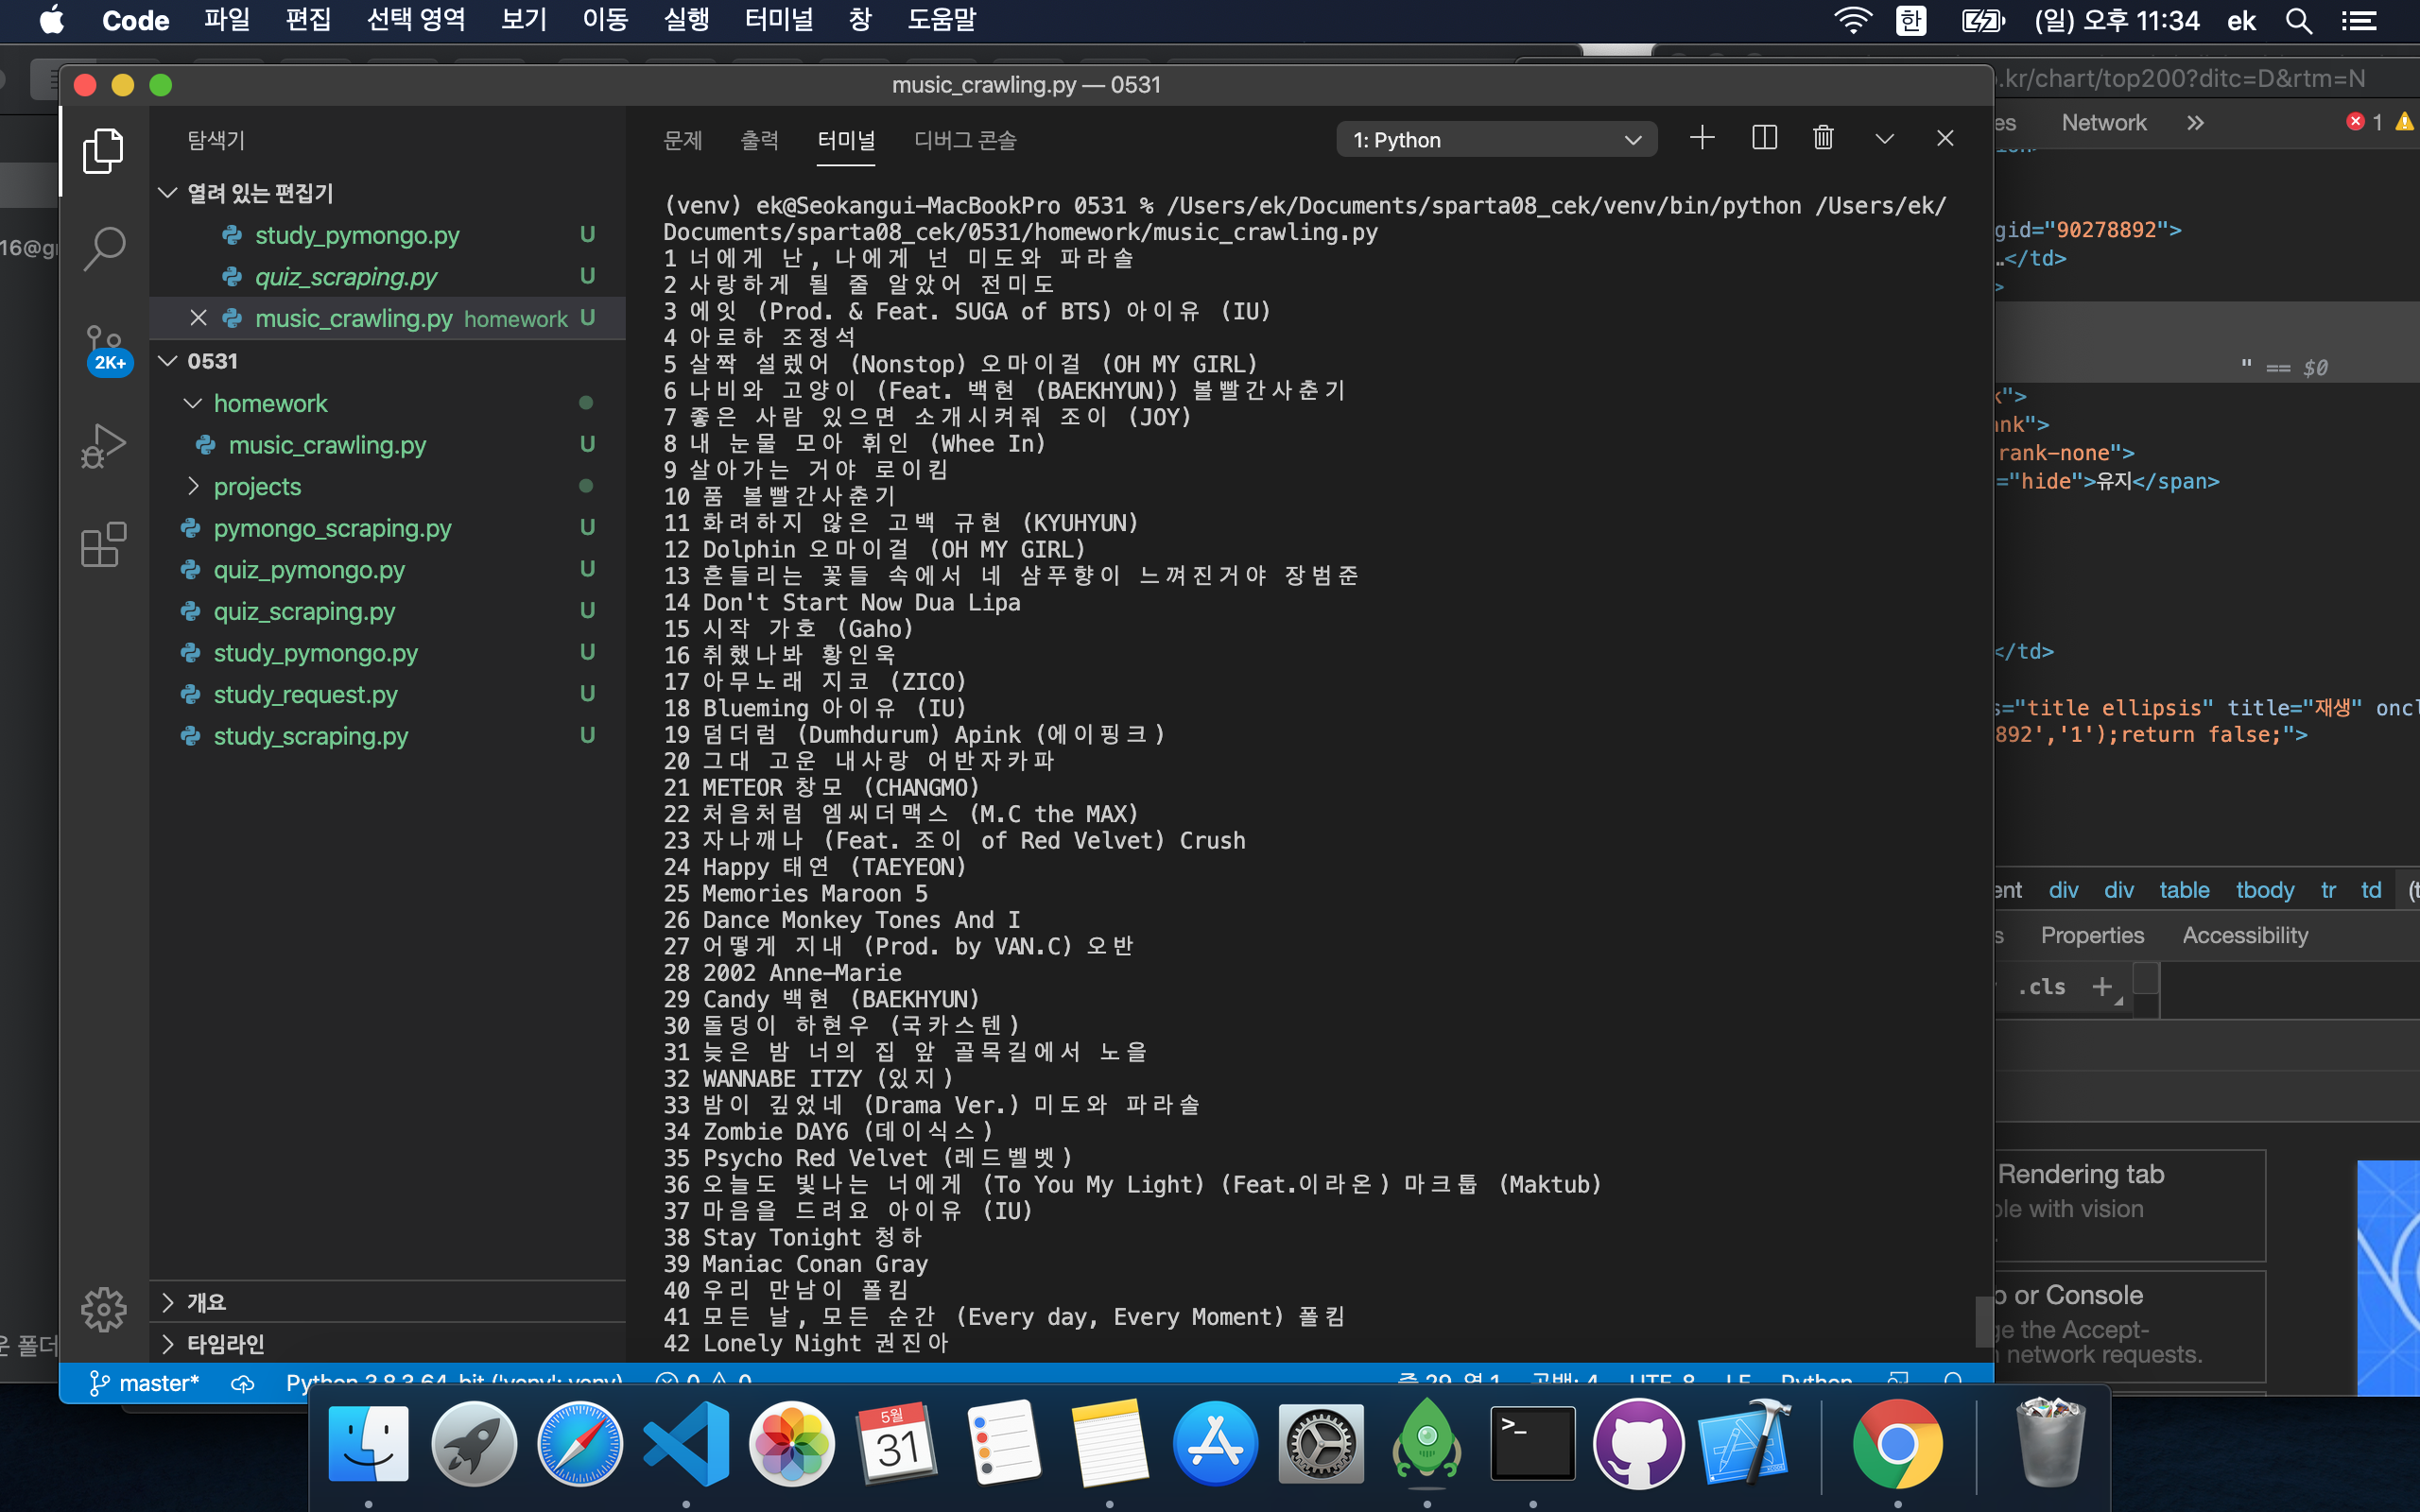 Code 파일 편집 선택 영역 보기 이동 실행 터미널 창 도움말
한 (일) 오후 11:34 ek
music_crawling.py — 0531
.kr/chart/top200?ditc=D&rtm=N
탐색기
문제 출력 터미널 디버그 콘솔
1: Python
Network
1
열려 있는 편집기
study_pymongo.py U
quiz_scraping.py U
music_crawling.py homework U
2K+
0531
homework
music_crawling.py U
projects
pymongo_scraping.py U
quiz_pymongo.py U
quiz_scraping.py U
study_pymongo.py U
study_request.py U
study_scraping.py U
개요
타임라인
(venv) ek@Seokangui-MacBookPro 0531 % /Users/ek/Documents/sparta08_cek/venv/bin/python /Users/ek/
Documents/sparta08_cek/0531/homework/music_crawling.py
1 너에게 난, 나에게 넌 미도와 파라솔
2 사랑하게 될 줄 알았어 전미도
3 에잇 (Prod. & Feat. SUGA of BTS) 아이유 (IU)
4 아로하 조정석
5 살짝 설렜어 (Nonstop) 오마이걸 (OH MY GIRL)
6 나비와 고양이 (Feat. 백현 (BAEKHYUN)) 볼빨간사춘기
7 좋은 사람 있으면 소개시켜줘 조이 (JOY)
8 내 눈물 모아 휘인 (Whee In)
9 살아가는 거야 로이킴
10 품 볼빨간사춘기
11 화려하지 않은 고백 규현 (KYUHYUN)
12 Dolphin 오마이걸 (OH MY GIRL)
13 흔들리는 꽃들 속에서 네 샴푸향이 느껴진거야 장범준
14 Don't Start Now Dua Lipa
15 시작 가호 (Gaho)
16 취했나봐 황인욱
17 아무노래 지코 (ZICO)
18 Blueming 아이유 (IU)
19 덤더럼 (Dumhdurum) Apink (에이핑크)
20 그대 고운 내사랑 어반자카파
21 METEOR 창모 (CHANGMO)
22 처음처럼 엠씨더맥스 (M.C the MAX)
23 자나깨나 (Feat. 조이 of Red Velvet) Crush
24 Happy 태연 (TAEYEON)
25 Memories Maroon 5
26 Dance Monkey Tones And I
27 어떻게 지내 (Prod. by VAN.C) 오반
28 2002 Anne-Marie
29 Candy 백현 (BAEKHYUN)
30 돌덩이 하현우 (국카스텐)
31 늦은 밤 너의 집 앞 골목길에서 노을
32 WANNABE ITZY (있지)
33 밤이 깊었네 (Drama Ver.) 미도와 파라솔
34 Zombie DAY6 (데이식스)
35 Psycho Red Velvet (레드벨벳)
36 오늘도 빛나는 너에게 (To You My Light) (Feat.이라온) 마크툽 (Maktub)
37 마음을 드려요 아이유 (IU)
38 Stay Tonight 청하
39 Maniac Conan Gray
40 우리 만남이 폴킴
41 모든 날, 모든 순간 (Every day, Every Moment) 폴킴
42 Lonely Night 권진아
gid="90278892">
…</td>
" == $0
k">
nk">
rank-none">
="hide">유지</span>
</td>
s="title ellipsis" title="재생" oncl
892','1');return false;">
ent div div table tbody tr td
s Properties Accessibility
.cls
Rendering tab
ble with vision
o or Console
ge the Accept-
n network requests.
16@g
운 폴더
master* Python 3.8.3 64-bit ('venv': venv) 0 0 줄 29, 열 1 공백: 4 UTF-8 LF Python
5월
31